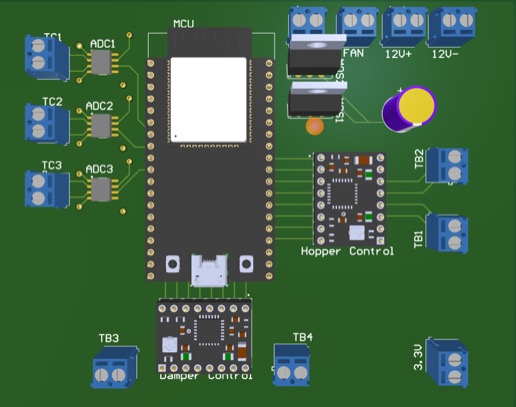 MCU
TC1
ADC1
FAN
12V+
12V-
TC2
ADC2
TC3
ADC3
TB2
TB1
Hopper Control
TB3
TB4
Damper Control
3.3V